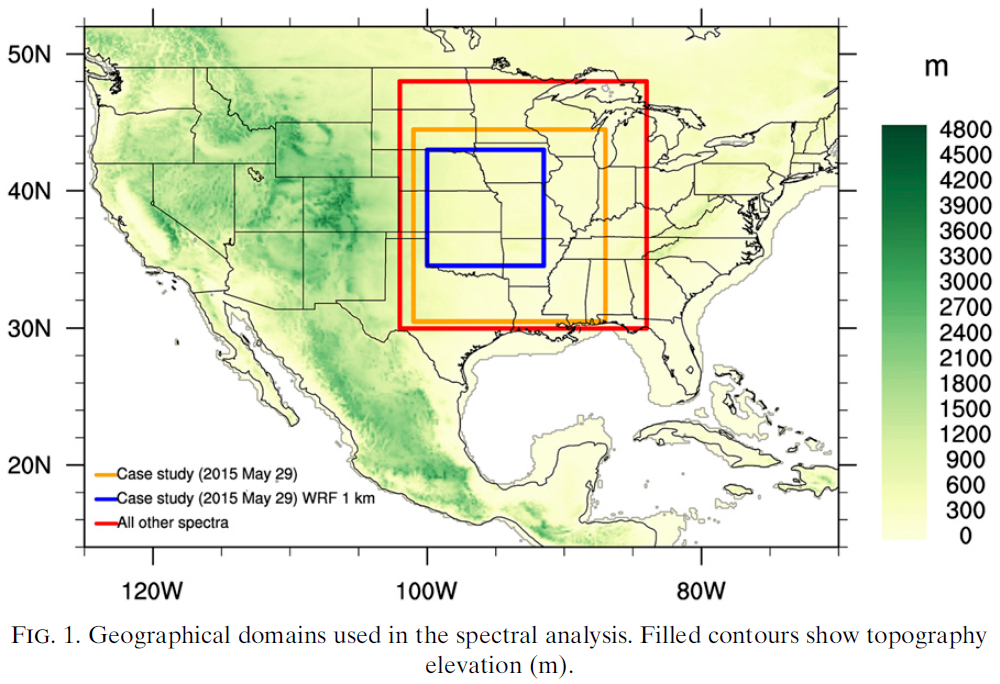 50N
40N
30N
20N
120W
100W
80W
Case study (2015 May 29)
Case study (2015 May 29) WRF 1 km
All other spectra
m
4800
4500
4200
3900
3600
3300
3000
2700
2400
2100
1800
1500
1200
900
600
300
0
FIG. 1. Geographical domains used in the spectral analysis. Filled contours show topography
elevation (m).